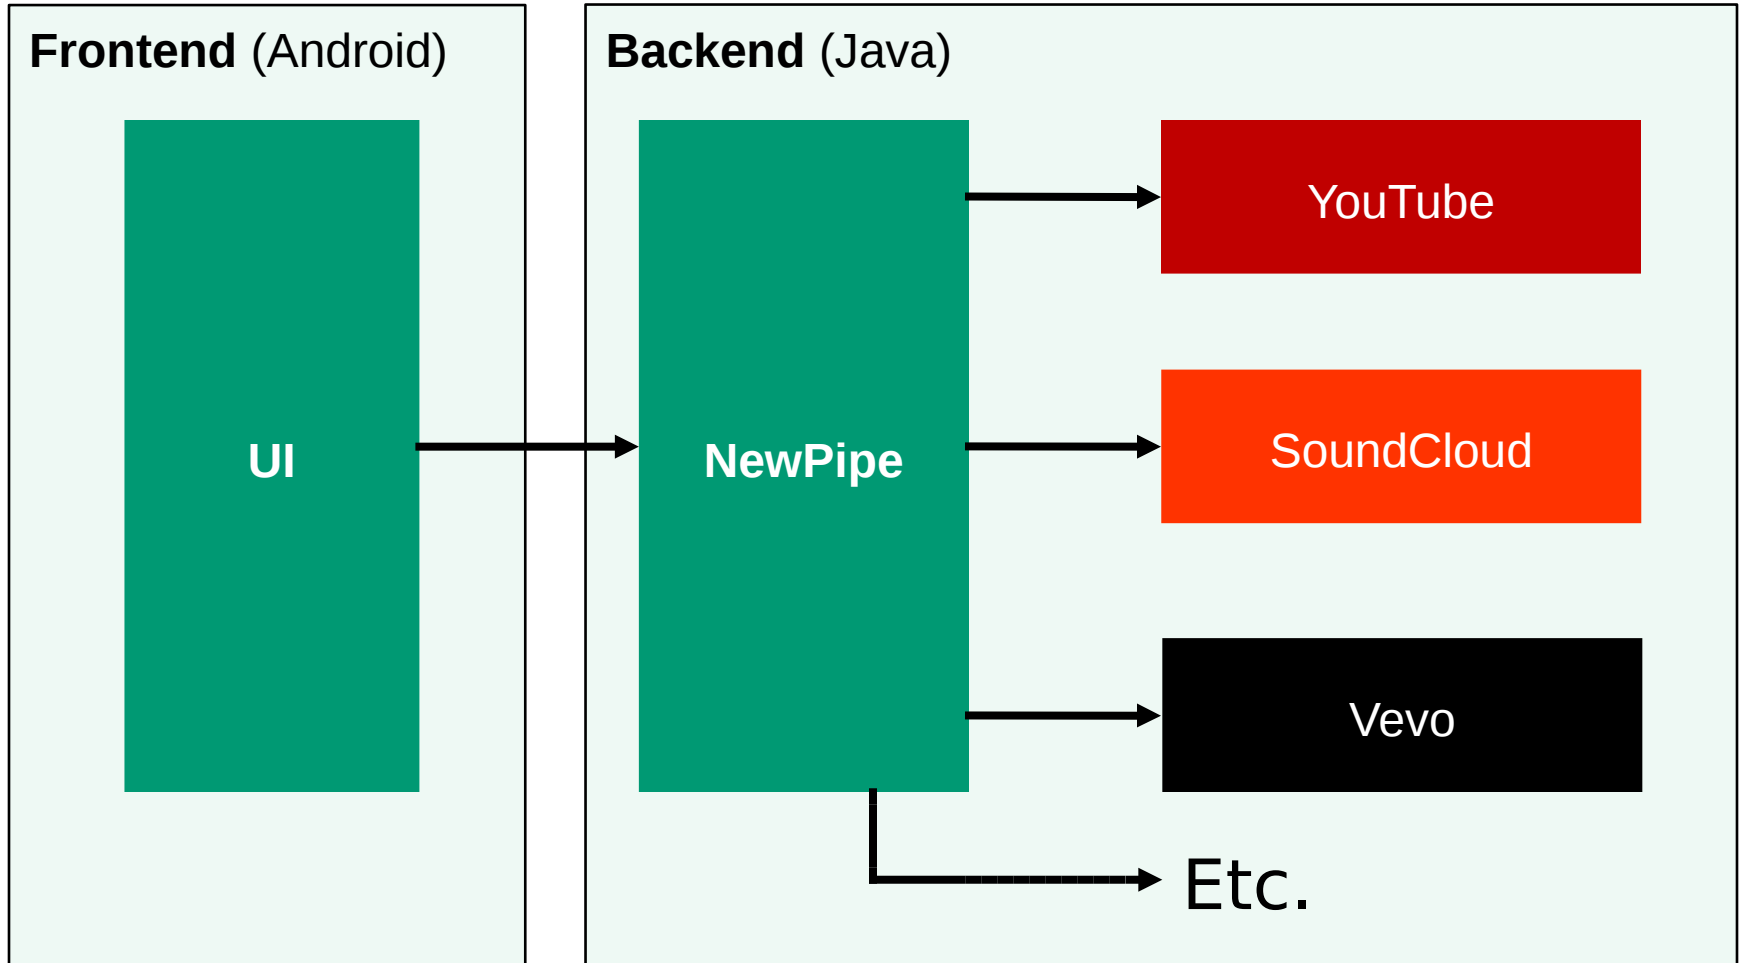 Frontend (Android)
UI
Backend (Java)
NewPipe
YouTube
SoundCloud
Vevo
Etc.